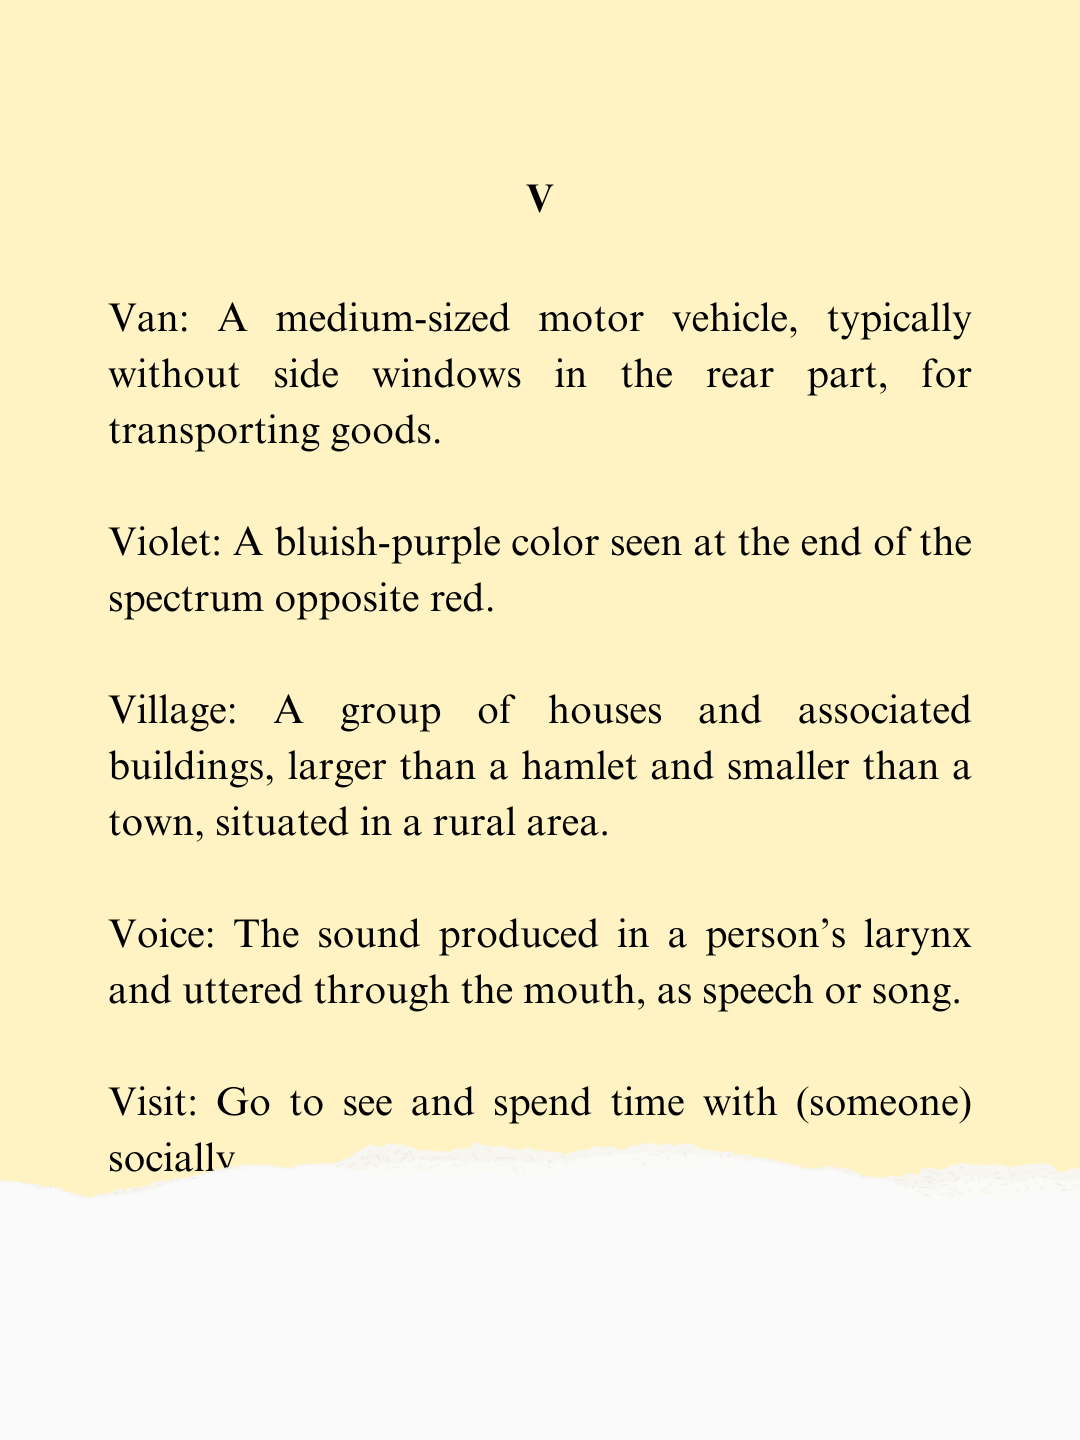 V
Van: A medium-sized motor vehicle, typically
without side windows in the rear part, for
transporting goods.
Violet: A bluish-purple color seen at the end of the
spectrum opposite red.
Village: A group of houses and associated
buildings, larger than a hamlet and smaller than a
town, situated in a rural area.
Voice: The sound produced in a person’s larynx
and uttered through the mouth, as speech or song.
Visit: Go to see and spend time with (someone)
socially